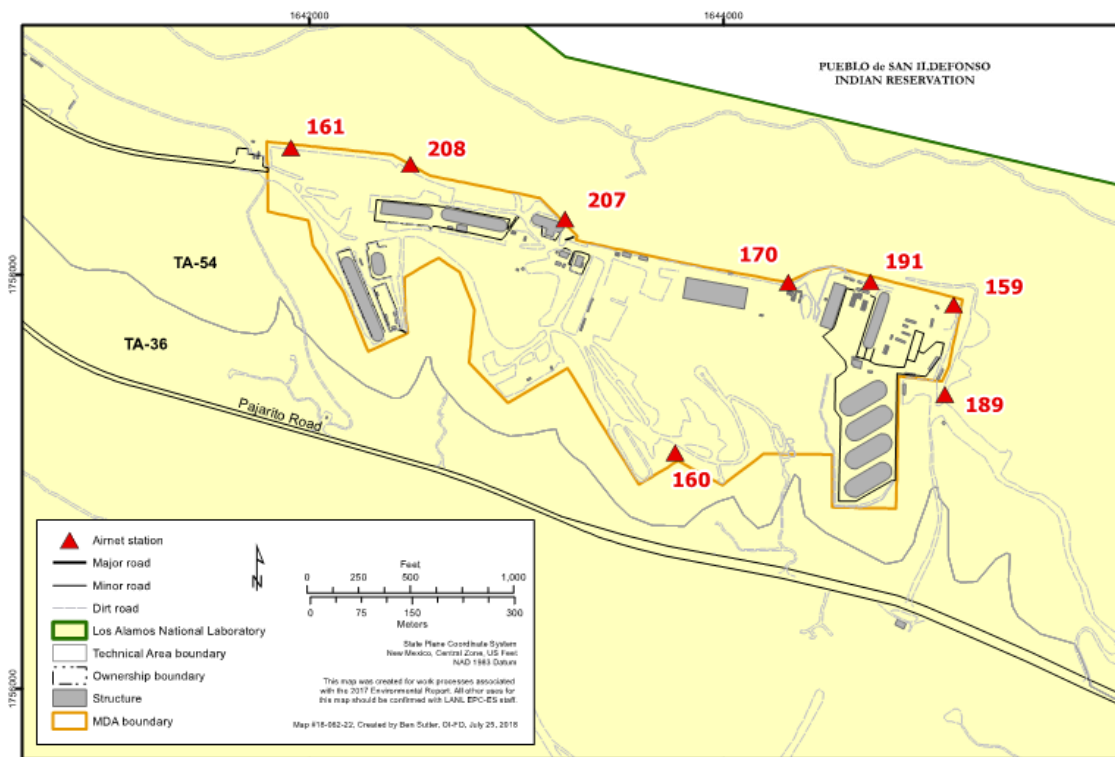 1642000
1644000
PUEBLO de SAN ILDEFONSO
INDIAN RESERVATION
161
208
207
170
191
159
1758000
TA-54
TA-36
Pajarito Road
189
160
Airnet station
Major road
Minor road
Dirt road
Los Alamos National Laboratory
Technical Area boundary
Ownership boundary
Structure
MDA boundary
N
Feet
0 250 500 1,000
0 75 150 300
Meters
State Plane Coordinate System
New Mexico, Central Zone, US Feet
NAD 1983 Datum
This map was created for work processes associated
with the 2017 Environmental Report. All other uses for
this map should be confirmed with LANL EPC-ES staff.
Map #18-062-22, Created by Ben Sutter, OI-FO, July 25, 2018
1756000